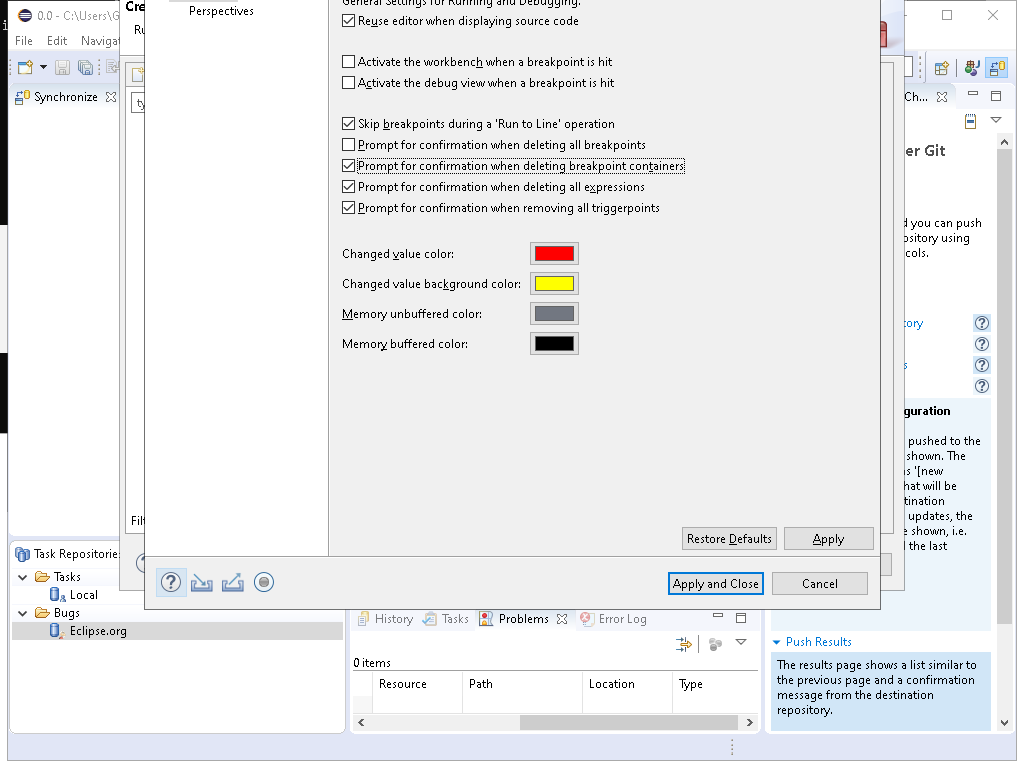 0.0 - C:\Users\G
Cre
File Edit Navigat
Ru
Synchronize
ty
Filt
Perspectives
General Settings for Running and Debugging.
Reuse editor when displaying source code
Activate the workbench when a breakpoint is hit
Activate the debug view when a breakpoint is hit
Skip breakpoints during a 'Run to Line' operation
Prompt for confirmation when deleting all breakpoints
Prompt for confirmation when deleting breakpoint containers
Prompt for confirmation when deleting all expressions
Prompt for confirmation when removing all triggerpoints
Changed value color:
Changed value background color:
Memory unbuffered color:
Memory buffered color:
Restore Defaults Apply
Apply and Close Cancel
Ch...
er Git
d you can push
ository using
cols.
tory
s
guration
pushed to the
shown. The
as '[new
hat will be
tination
updates, the
e shown, i.e.
d the last
Push Results
The results page shows a list similar to
the previous page and a confirmation
message from the destination
repository.
Task Repositories
Tasks
Local
Bugs
Eclipse.org
History Tasks Problems Error Log
0 items
Resource Path Location Type